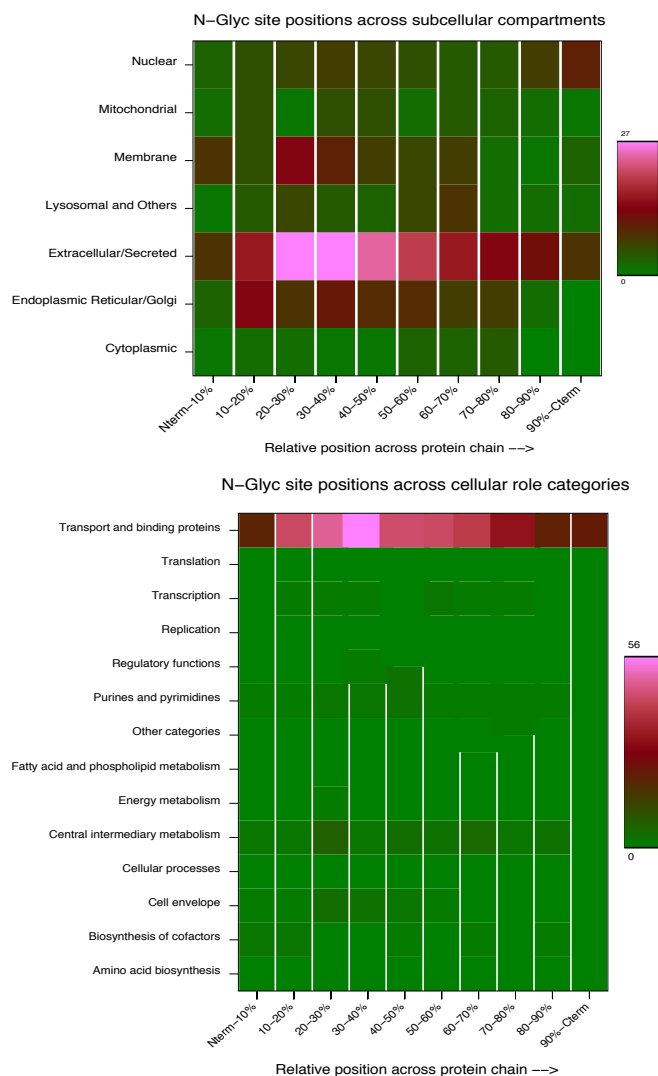 N−Glyc site positions across subcellular compartments
Nuclear
Mitochondrial
Membrane
Lysosomal and Others
Extracellular/Secreted
Endoplasmic Reticular/Golgi
Cytoplasmic
27
0
Nterm−10%
10−20%
20−30%
30−40%
40−50%
50−60%
60−70%
70−80%
80−90%
90%−Cterm
Relative position across protein chain −−>
N−Glyc site positions across cellular role categories
Transport and binding proteins
Translation
Transcription
Replication
Regulatory functions
Purines and pyrimidines
Other categories
Fatty acid and phospholipid metabolism
Energy metabolism
Central intermediary metabolism
Cellular processes
Cell envelope
Biosynthesis of cofactors
Amino acid biosynthesis
56
0
Nterm−10%
10−20%
20−30%
30−40%
40−50%
50−60%
60−70%
70−80%
80−90%
90%−Cterm
Relative position across protein chain −−>